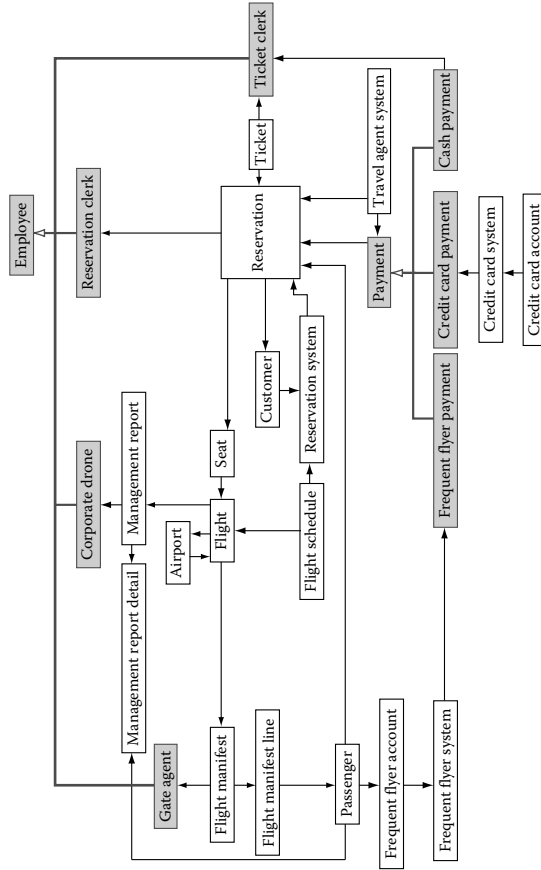 Employee
Gate agent
Corporate drone
Reservation clerk
Ticket clerk
Management report detail
Management report
Airport
Flight manifest
Flight
Seat
Reservation
Ticket
Flight manifest line
Customer
Flight schedule
Reservation system
Passenger
Payment
Travel agent system
Frequent flyer account
Frequent flyer system
Frequent flyer payment
Credit card payment
Cash payment
Credit card system
Credit card account